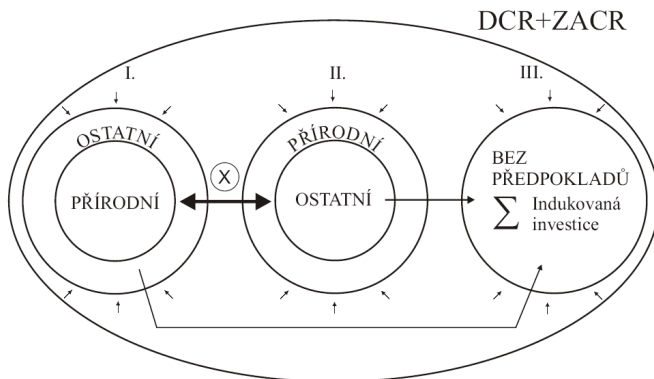 DCR+ZACR
I.
II.
III.
OSTATNÍ
PŘÍRODNÍ
X
PŘÍRODNÍ
OSTATNÍ
BEZ
PŘEDPOKLADŮ
∑ Indukovaná
investice